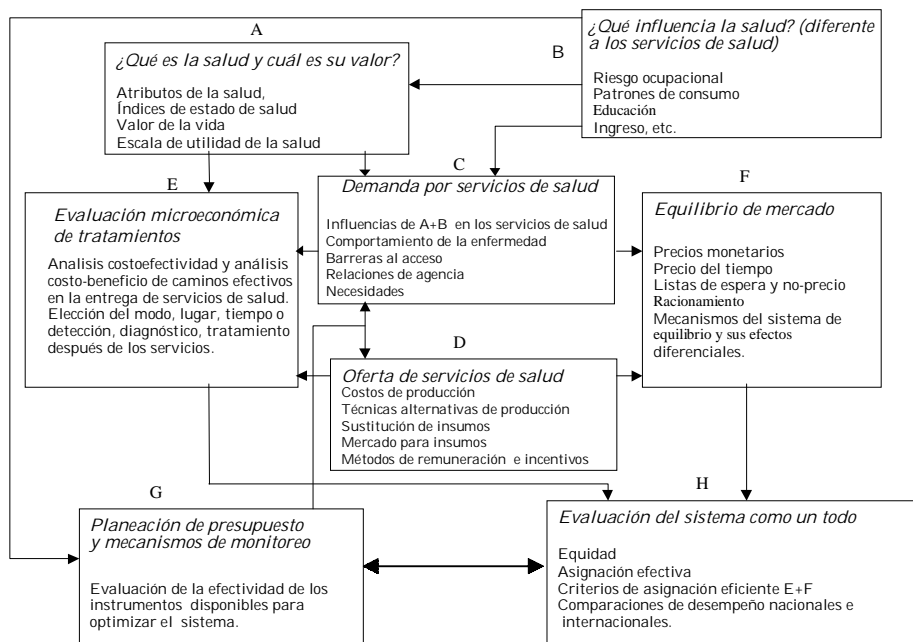 A
¿Qué es la salud y cuál es su valor?
Atributos de la salud,
Índices de estado de salud
Valor de la vida
Escala de utilidad de la salud
B
¿Qué influencia la salud? (diferente
a los servicios de salud)
Riesgo ocupacional
Patrones de consumo
Educación
Ingreso, etc.
C
Demanda por servicios de salud
Influencias de A+B en los servicios de salud
Comportamiento de la enfermedad
Barreras al acceso
Relaciones de agencia
Necesidades
E
Evaluación microeconómica
de tratamientos
Analisis costoefectividad y análisis
costo-beneficio de caminos efectivos
en la entrega de servicios de salud.
Elección del modo, lugar, tiempo o
detección, diagnóstico, tratamiento
después de los servicios.
F
Equilibrio de mercado
Precios monetarios
Precio del tiempo
Listas de espera y no-precio
Racionamiento
Mecanismos del sistema de
equilibrio y sus efectos
diferenciales.
D
Oferta de servicios de salud
Costos de producción
Técnicas alternativas de producción
Sustitución de insumos
Mercado para insumos
Métodos de remuneración e incentivos
G
Planeación de presupuesto
y mecanismos de monitoreo
Evaluación de la efectividad de los
instrumentos disponibles para
optimizar el sistema.
H
Evaluación del sistema como un todo
Equidad
Asignación efectiva
Criterios de asignación eficiente E+F
Comparaciones de desempeño nacionales e
internacionales.